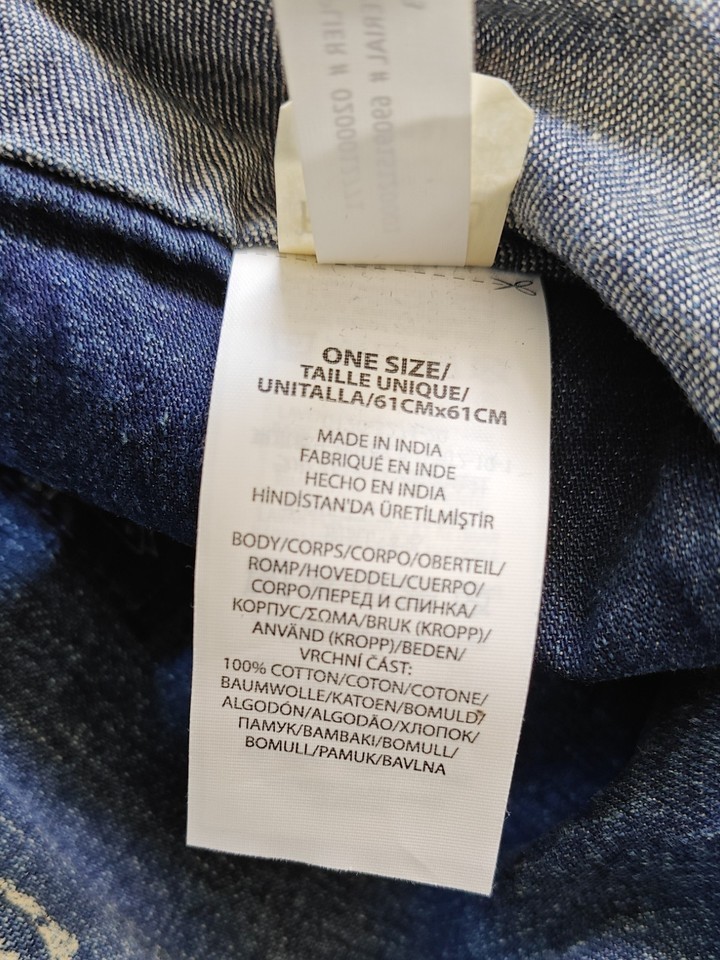 ONE SIZE/
TAILLE UNIQUE/
UNITALLA/61CMx61CM
MADE IN INDIA
FABRIQUÉ EN INDE
HECHO EN INDIA
HİNDİSTAN'DA ÜRETİLMİŞTİR
BODY/CORPS/CORPO/OBERTEIL/
ROMP/HOVEDDEL/CUERPO/
CORPO/ПЕРЕД И СПИНКА/
КОРПУС/ΣΩΜΑ/BRUK (KROPP)/
ANVÄND (KROPP)/BEDEN/
VRCHNÍ ČÁST:
100% COTTON/COTON/COTONE/
BAUMWOLLE/KATOEN/BOMULD/
ALGODÓN/ALGODÃO/ХЛОПОК/
ПАМУК/BAMBAKI/BOMULL/
BOMULL/PAMUK/BAVLNA